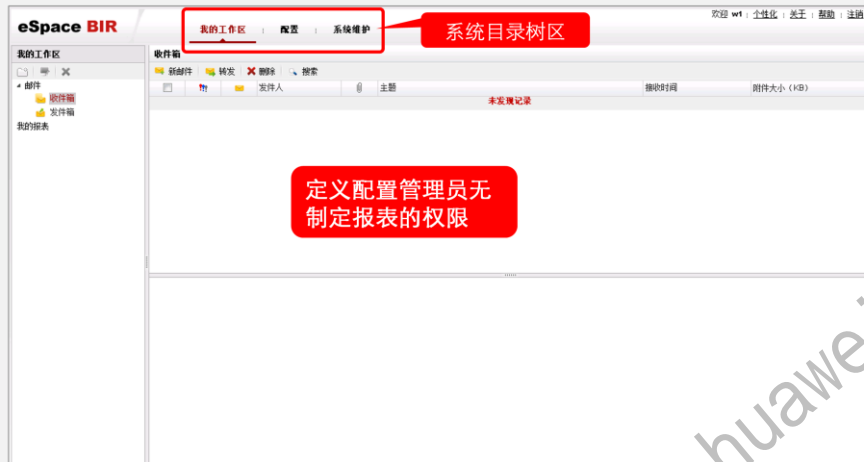 欢迎 w1 | 个性化 | 关于 | 帮助 | 注销
eSpace BIR
我的工作区 | 配置 | 系统维护
系统目录树区
我的工作区
收件箱
新邮件 转发 删除 搜索
邮件
发件人 主题 接收时间 附件大小（KB）
收件箱
未发现记录
发件箱
我的报表
定义配置管理员无
制定报表的权限
huawei